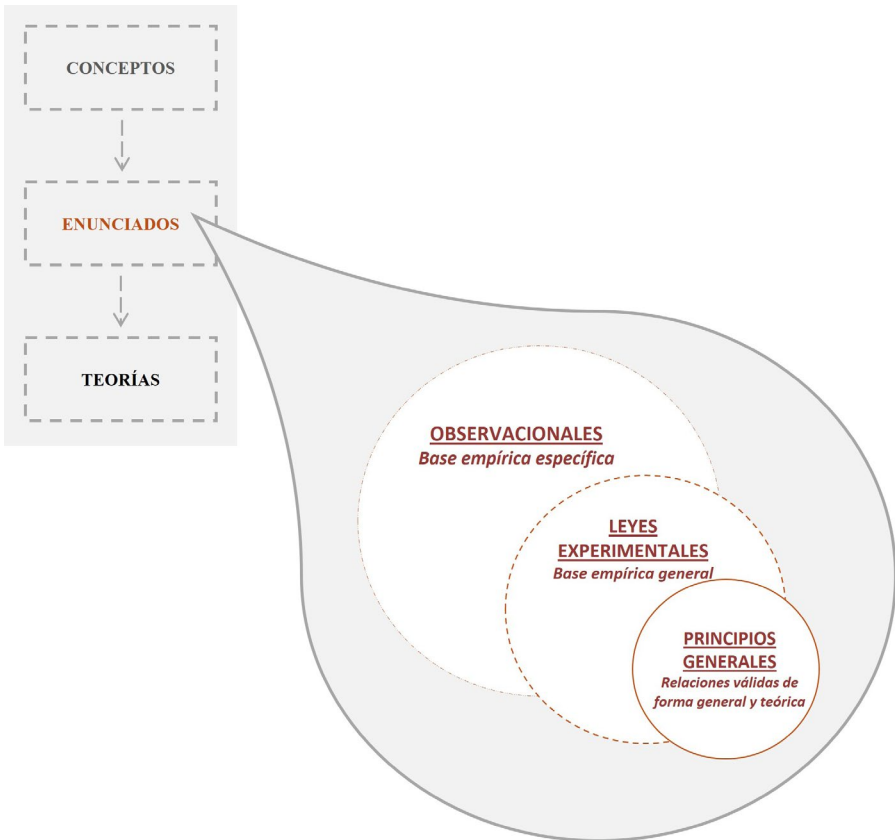 CONCEPTOS
ENUNCIADOS
TEORÍAS
OBSERVACIONALES
Base empírica específica
LEYES
EXPERIMENTALES
Base empírica general
PRINCIPIOS
GENERALES
Relaciones válidas de
forma general y teórica